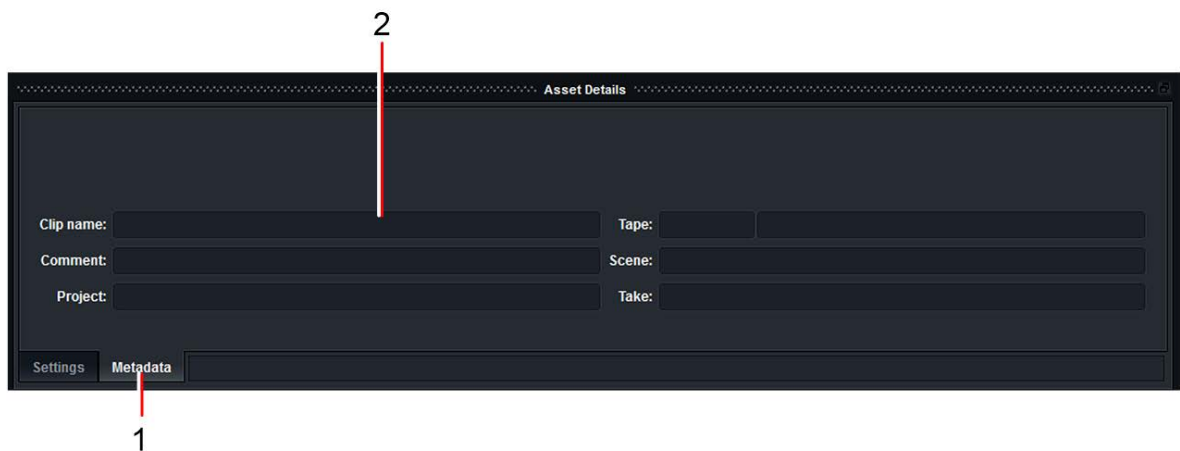 2
Asset Details
Clip name: Tape:
Comment: Scene:
Project: Take:
Settings Metadata
1